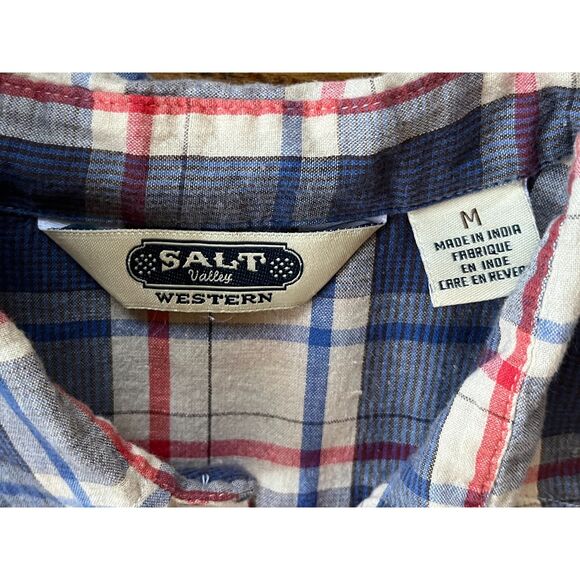 SALT
Valley
WESTERN
M
MADE IN INDIA
FABRIQUE
EN INDE
CARE EN REVER